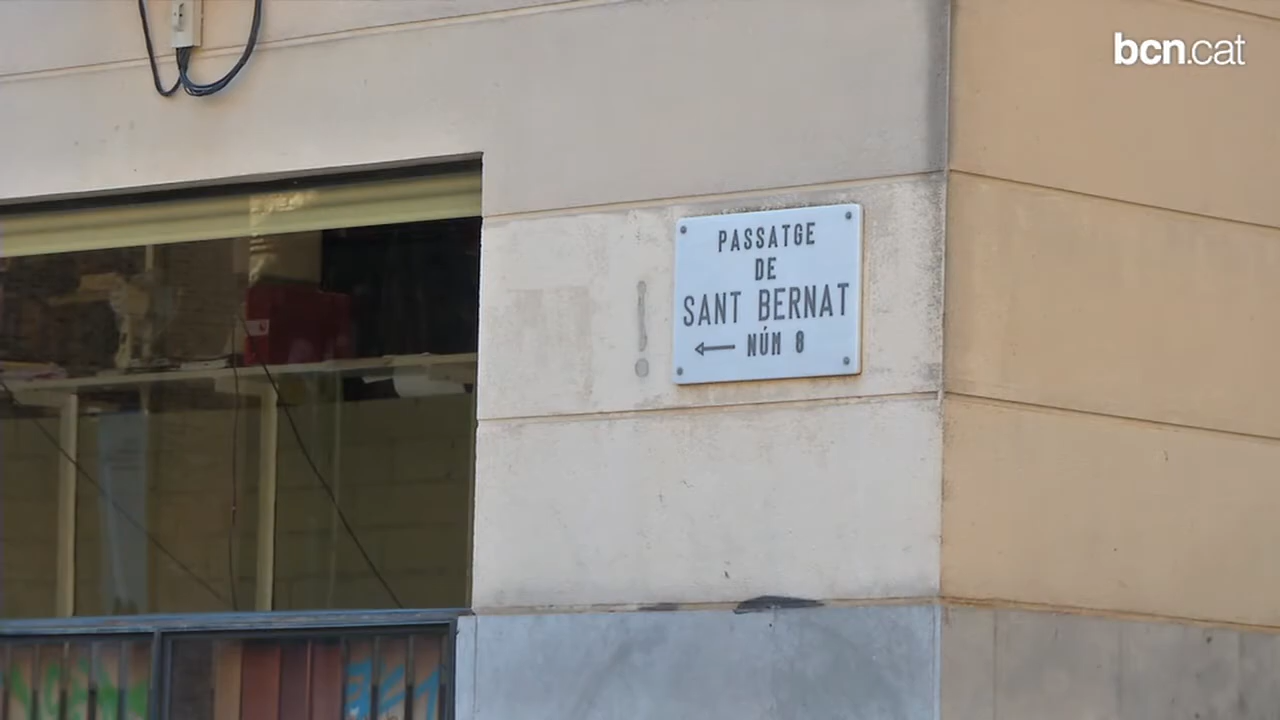 bcn.cat
PASSATGE
DE
SANT BERNAT
← NÚM 8